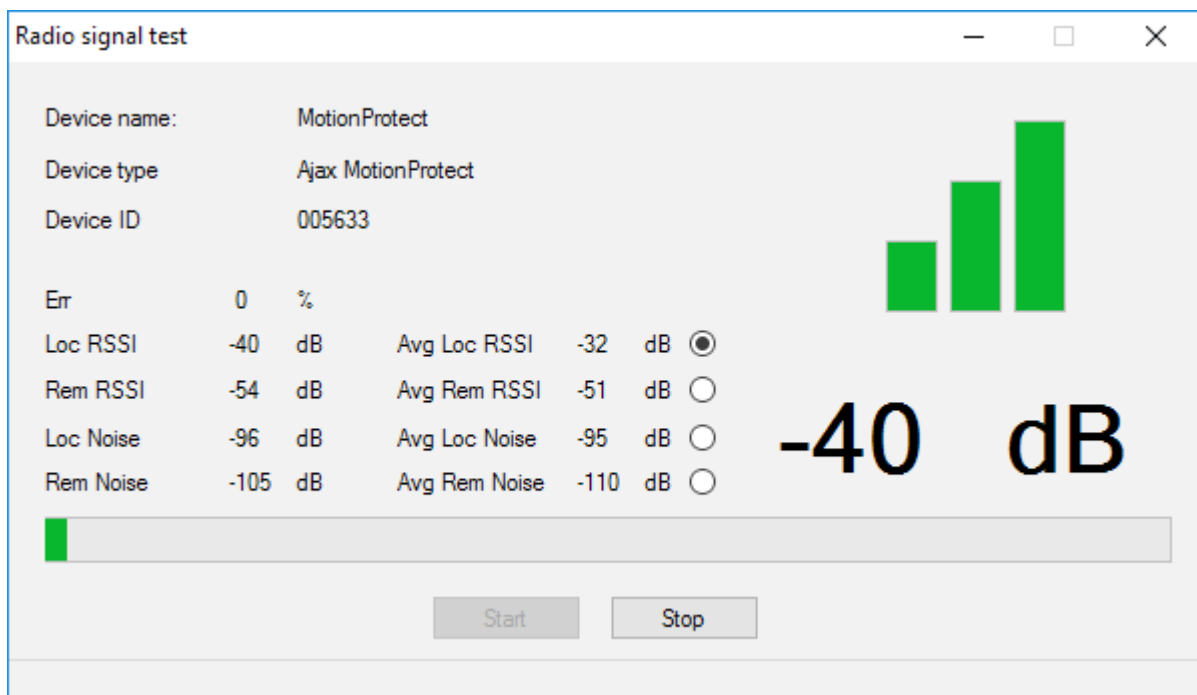 Radio signal test
Device name: MotionProtect
Device type Ajax MotionProtect
Device ID 005633
Err 0 %
Loc RSSI -40 dB Avg Loc RSSI -32 dB
Rem RSSI -54 dB Avg Rem RSSI -51 dB
Loc Noise -96 dB Avg Loc Noise -95 dB
Rem Noise -105 dB Avg Rem Noise -110 dB
-40 dB
Start Stop